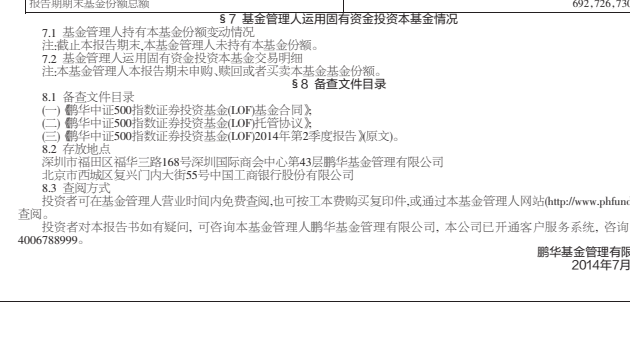 报告期期末基金份额总额 692,726,730
§7 基金管理人运用固有资金投资本基金情况
7.1 基金管理人持有本基金份额变动情况
注:截止本报告期末,本基金管理人未持有本基金份额。
7.2 基金管理人运用固有资金投资本基金交易明细
注:本基金管理人本报告期未申购、赎回或者买卖本基金基金份额。
§8 备查文件目录
8.1 备查文件目录
(一)《鹏华中证500指数证券投资基金(LOF)基金合同》;
(二)《鹏华中证500指数证券投资基金(LOF)托管协议》;
(三)《鹏华中证500指数证券投资基金(LOF)2014年第2季度报告》(原文)。
8.2 存放地点
深圳市福田区福华三路168号深圳国际商会中心第43层鹏华基金管理有限公司
北京市西城区复兴门内大街55号中国工商银行股份有限公司
8.3 查阅方式
投资者可在基金管理人营业时间内免费查阅,也可按工本费购买复印件,或通过本基金管理人网站(http://www.phfund
查阅。
投资者对本报告书如有疑问, 可咨询本基金管理人鹏华基金管理有限公司, 本公司已开通客户服务系统, 咨询
4006788999。
鹏华基金管理有限
2014年7月